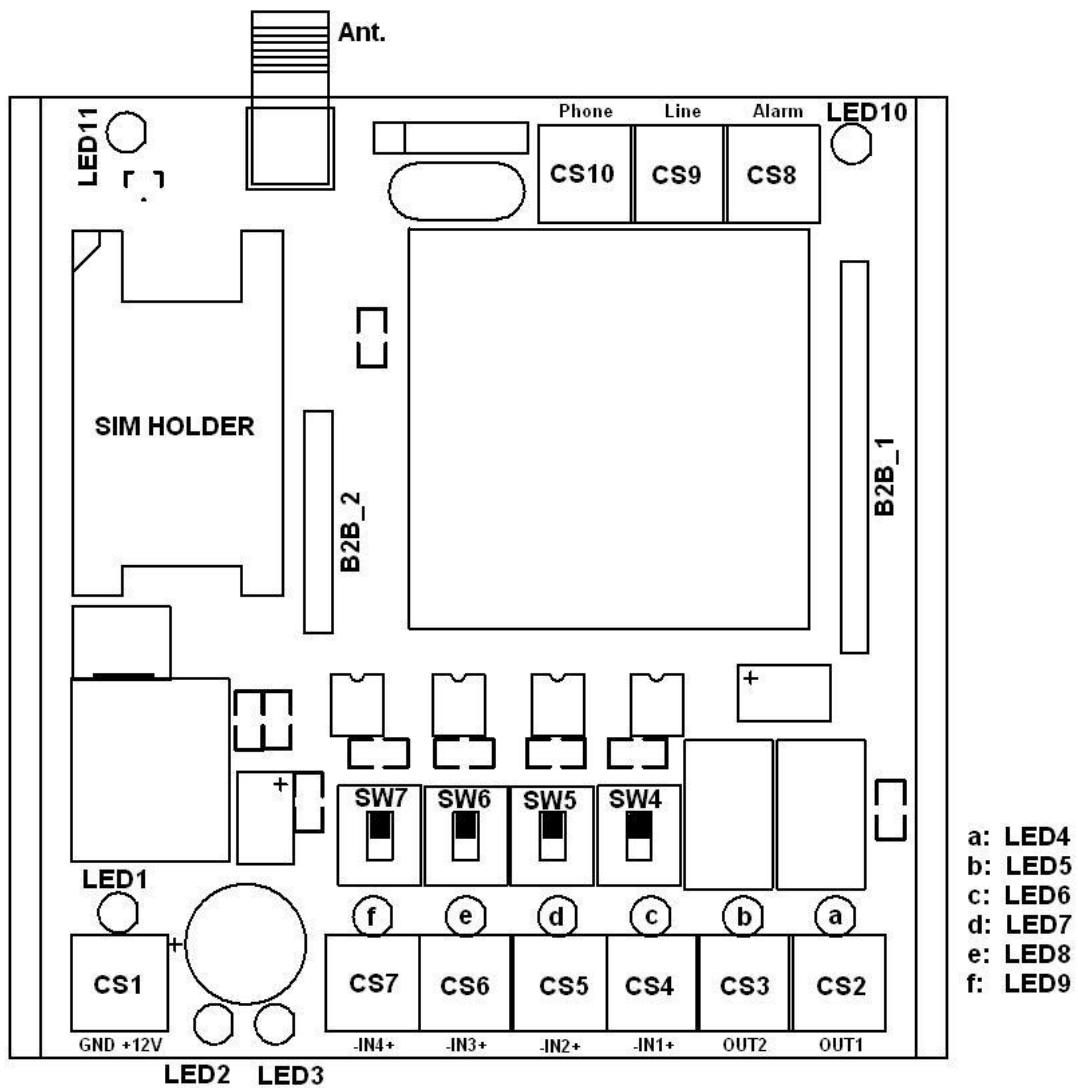 Ant.
Phone Line Alarm
LED10
LED11
CS10 CS9 CS8
SIM HOLDER
B2B_1
B2B_2
+
SW7 SW6 SW5 SW4
+
a: LED4
b: LED5
c: LED6
d: LED7
e: LED8
f: LED9
LED1
f e d c b a
+
CS1 CS7 CS6 CS5 CS4 CS3 CS2
GND +12V -IN4+ -IN3+ -IN2+ -IN1+ OUT2 OUT1
LED2 LED3